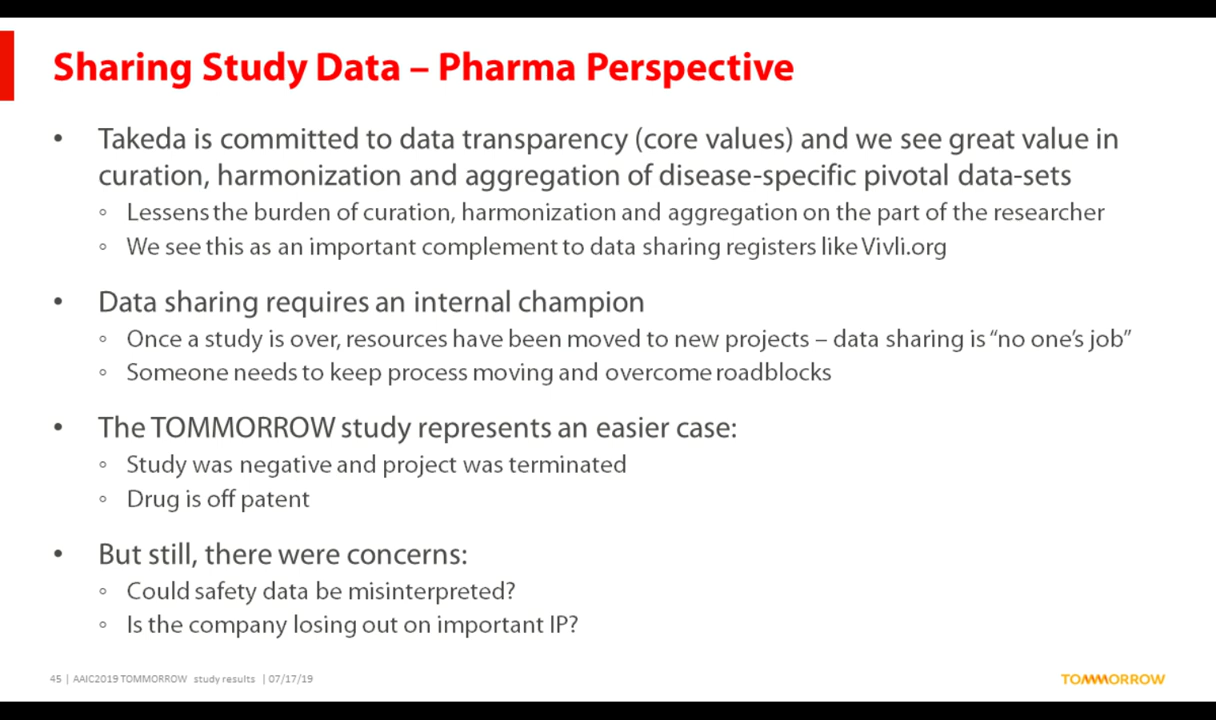 Sharing Study Data – Pharma Perspective
• Takeda is committed to data transparency (core values) and we see great value in
curation, harmonization and aggregation of disease-specific pivotal data-sets
◦ Lessens the burden of curation, harmonization and aggregation on the part of the researcher
◦ We see this as an important complement to data sharing registers like Vivli.org
• Data sharing requires an internal champion
◦ Once a study is over, resources have been moved to new projects – data sharing is “no one’s job”
◦ Someone needs to keep process moving and overcome roadblocks
• The TOMMORROW study represents an easier case:
◦ Study was negative and project was terminated
◦ Drug is off patent
• But still, there were concerns:
◦ Could safety data be misinterpreted?
◦ Is the company losing out on important IP?
45 | AAIC2019 TOMMORROW study results | 07/17/19
TOMMORROW